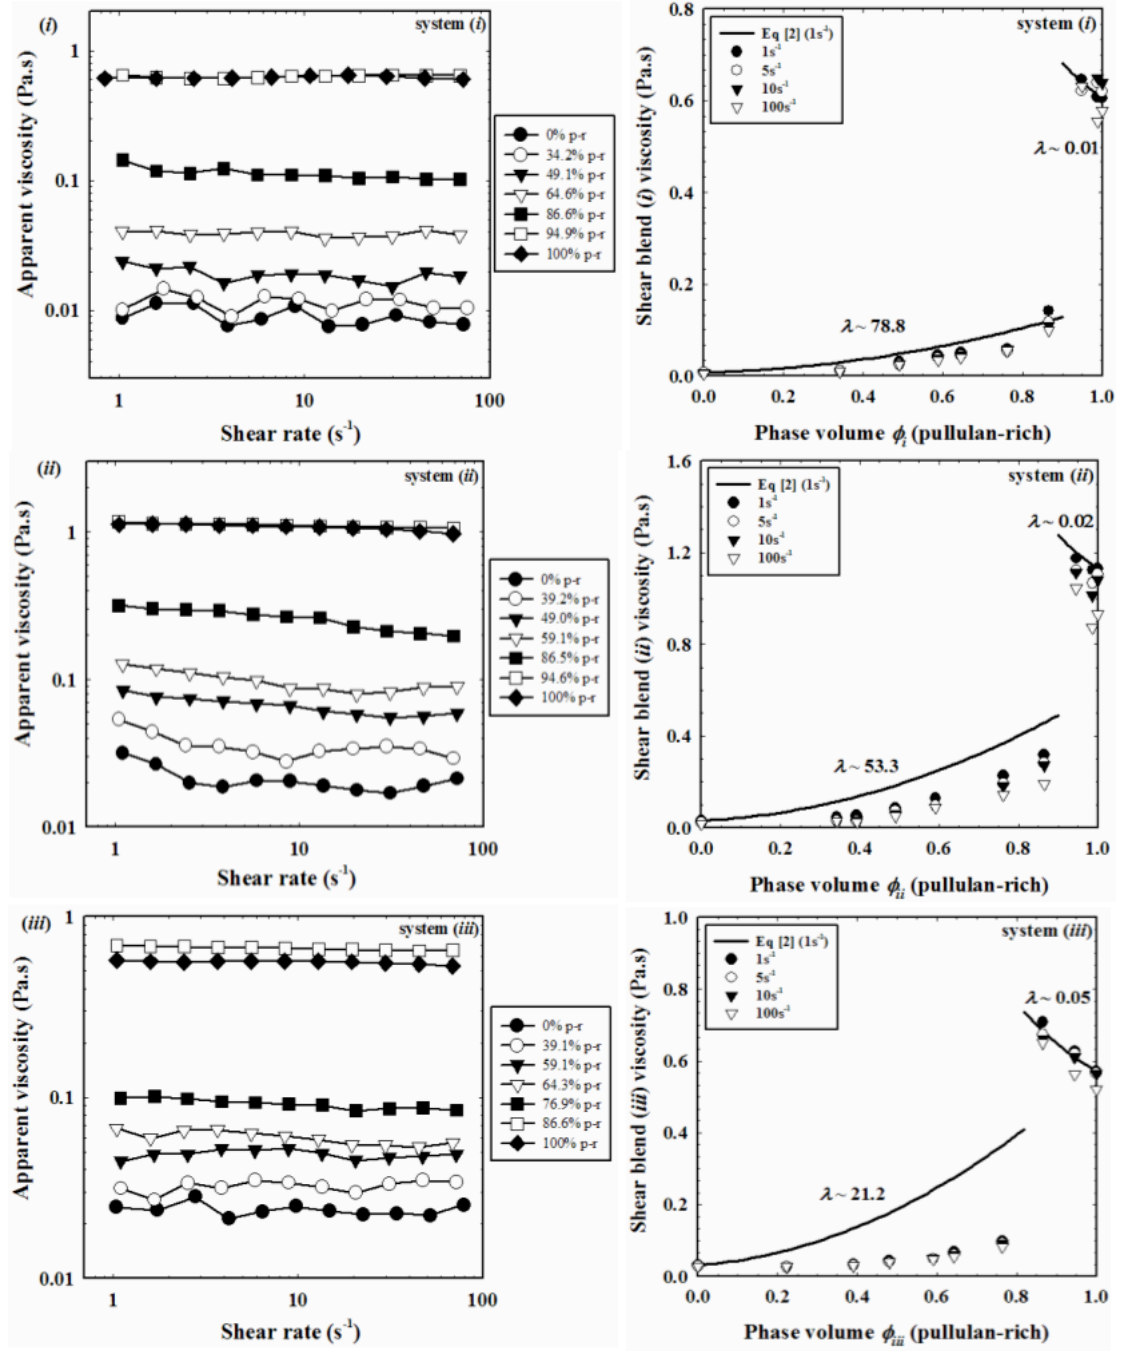 (i)
system (i)
1
0.1
0.01
Apparent viscosity (Pa.s)
1 10 100
Shear rate (s-1)
0% p-r
34.2% p-r
49.1% p-r
64.6% p-r
86.6% p-r
94.9% p-r
100% p-r
system (i)
Eq [2] (1s-1)
1s-1
5s-1
10s-1
100s-1
0.8
0.6
0.4
0.2
0.0
Shear blend (i) viscosity (Pa.s)
λ ~ 0.01
λ ~ 78.8
0.0 0.2 0.4 0.6 0.8 1.0
Phase volume ϕi (pullulan-rich)
(ii)
system (ii)
1
0.1
0.01
Apparent viscosity (Pa.s)
1 10 100
Shear rate (s-1)
0% p-r
39.2% p-r
49.0% p-r
59.1% p-r
86.5% p-r
94.6% p-r
100% p-r
system (ii)
Eq [2] (1s-1)
1s-1
5s-1
10s-1
100s-1
1.6
1.2
0.8
0.4
0.0
Shear blend (ii) viscosity (Pa.s)
λ ~ 0.02
λ ~ 53.3
0.0 0.2 0.4 0.6 0.8 1.0
Phase volume ϕii (pullulan-rich)
(iii)
system (iii)
1
0.1
0.01
Apparent viscosity (Pa.s)
1 10 100
Shear rate (s-1)
0% p-r
39.1% p-r
59.1% p-r
64.3% p-r
76.9% p-r
86.6% p-r
100% p-r
system (iii)
Eq [2] (1s-1)
1s-1
5s-1
10s-1
100s-1
1.0
0.8
0.6
0.4
0.2
0.0
Shear blend (iii) viscosity (Pa.s)
λ ~ 0.05
λ ~ 21.2
0.0 0.2 0.4 0.6 0.8 1.0
Phase volume ϕiii (pullulan-rich)